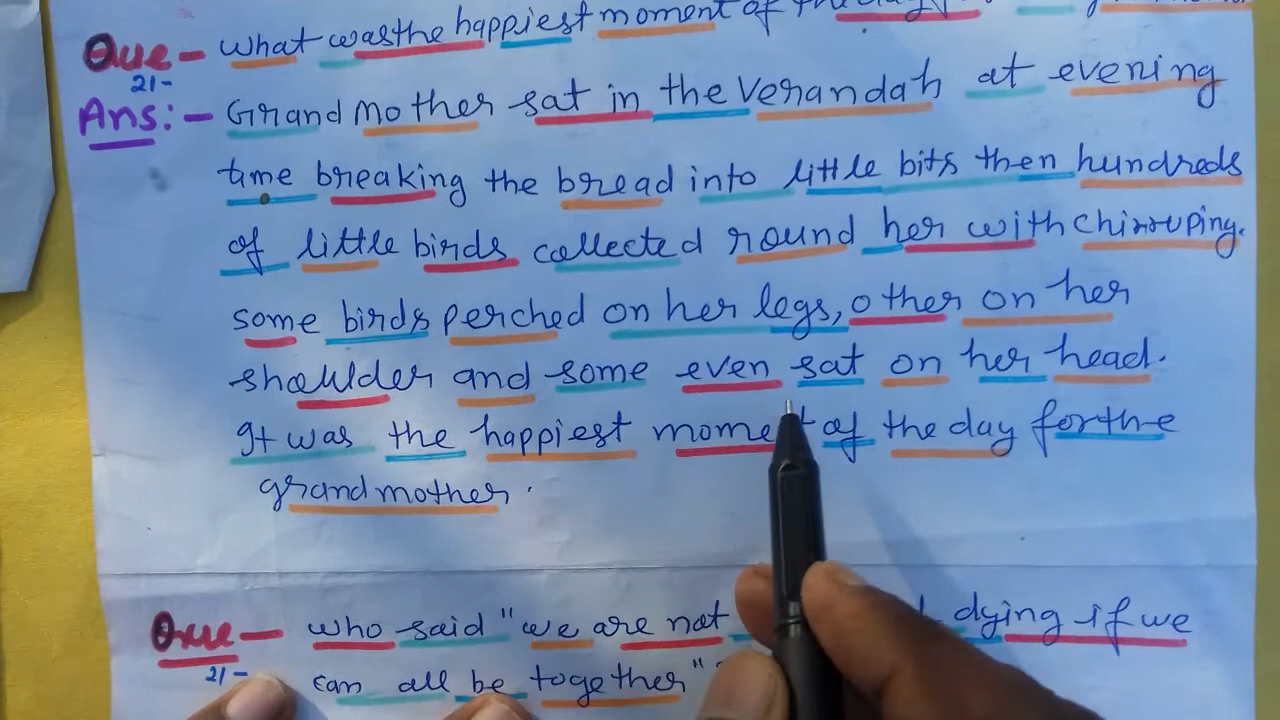 Que- what was the happiest moment of the day
21-
Ans:- Grand Mother sat in the Verandah at evening
time breaking the bread into little bits then hundreds
of little birds collected round her with chirruping.
some birds perched on her legs, other on her
shoulder and some even sat on her head.
It was the happiest moment of the day for the
grandmother.
Que- who said "we are not dying if we
21-
can all be together"